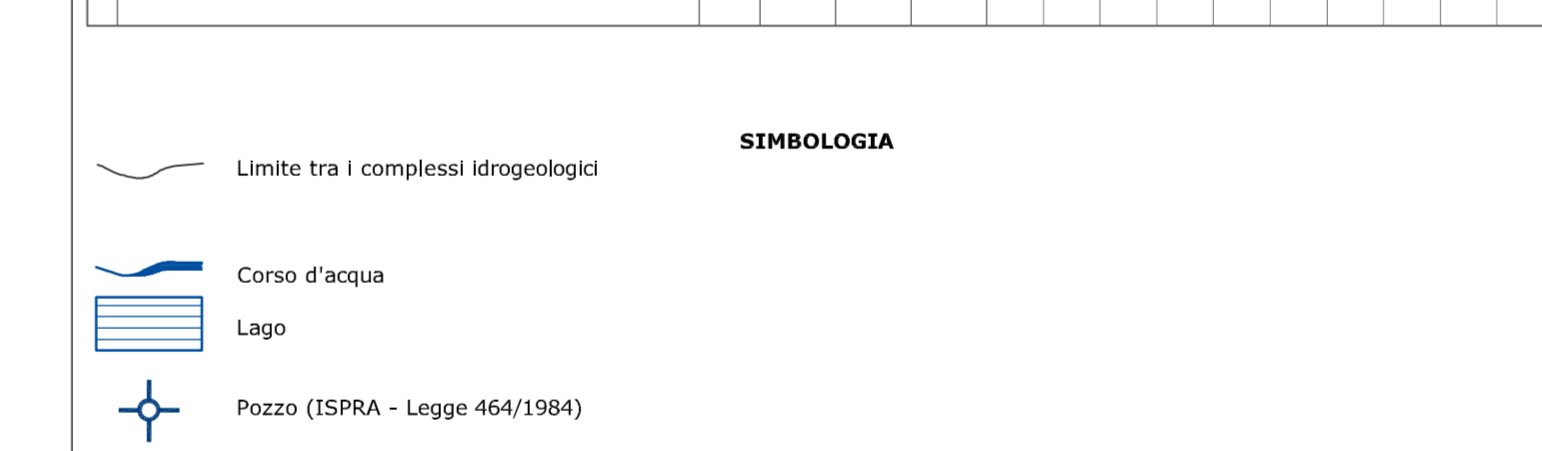 SIMBOLOGIA
Limite tra i complessi idrogeologici
Corso d'acqua
Lago
Pozzo (ISPRA - Legge 464/1984)